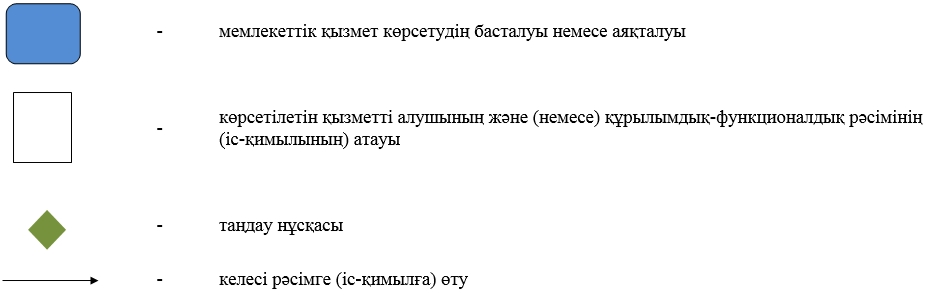 - мемлекеттік қызмет көрсетудің басталуы немесе аяқталуы
- көрсетілетін қызметті алушының және (немесе) құрылымдық-функционалдық рәсімінің
(іс-қимылының) атауы
- тандау нұсқасы
- келесі рәсімге (іс-қимылға) өту